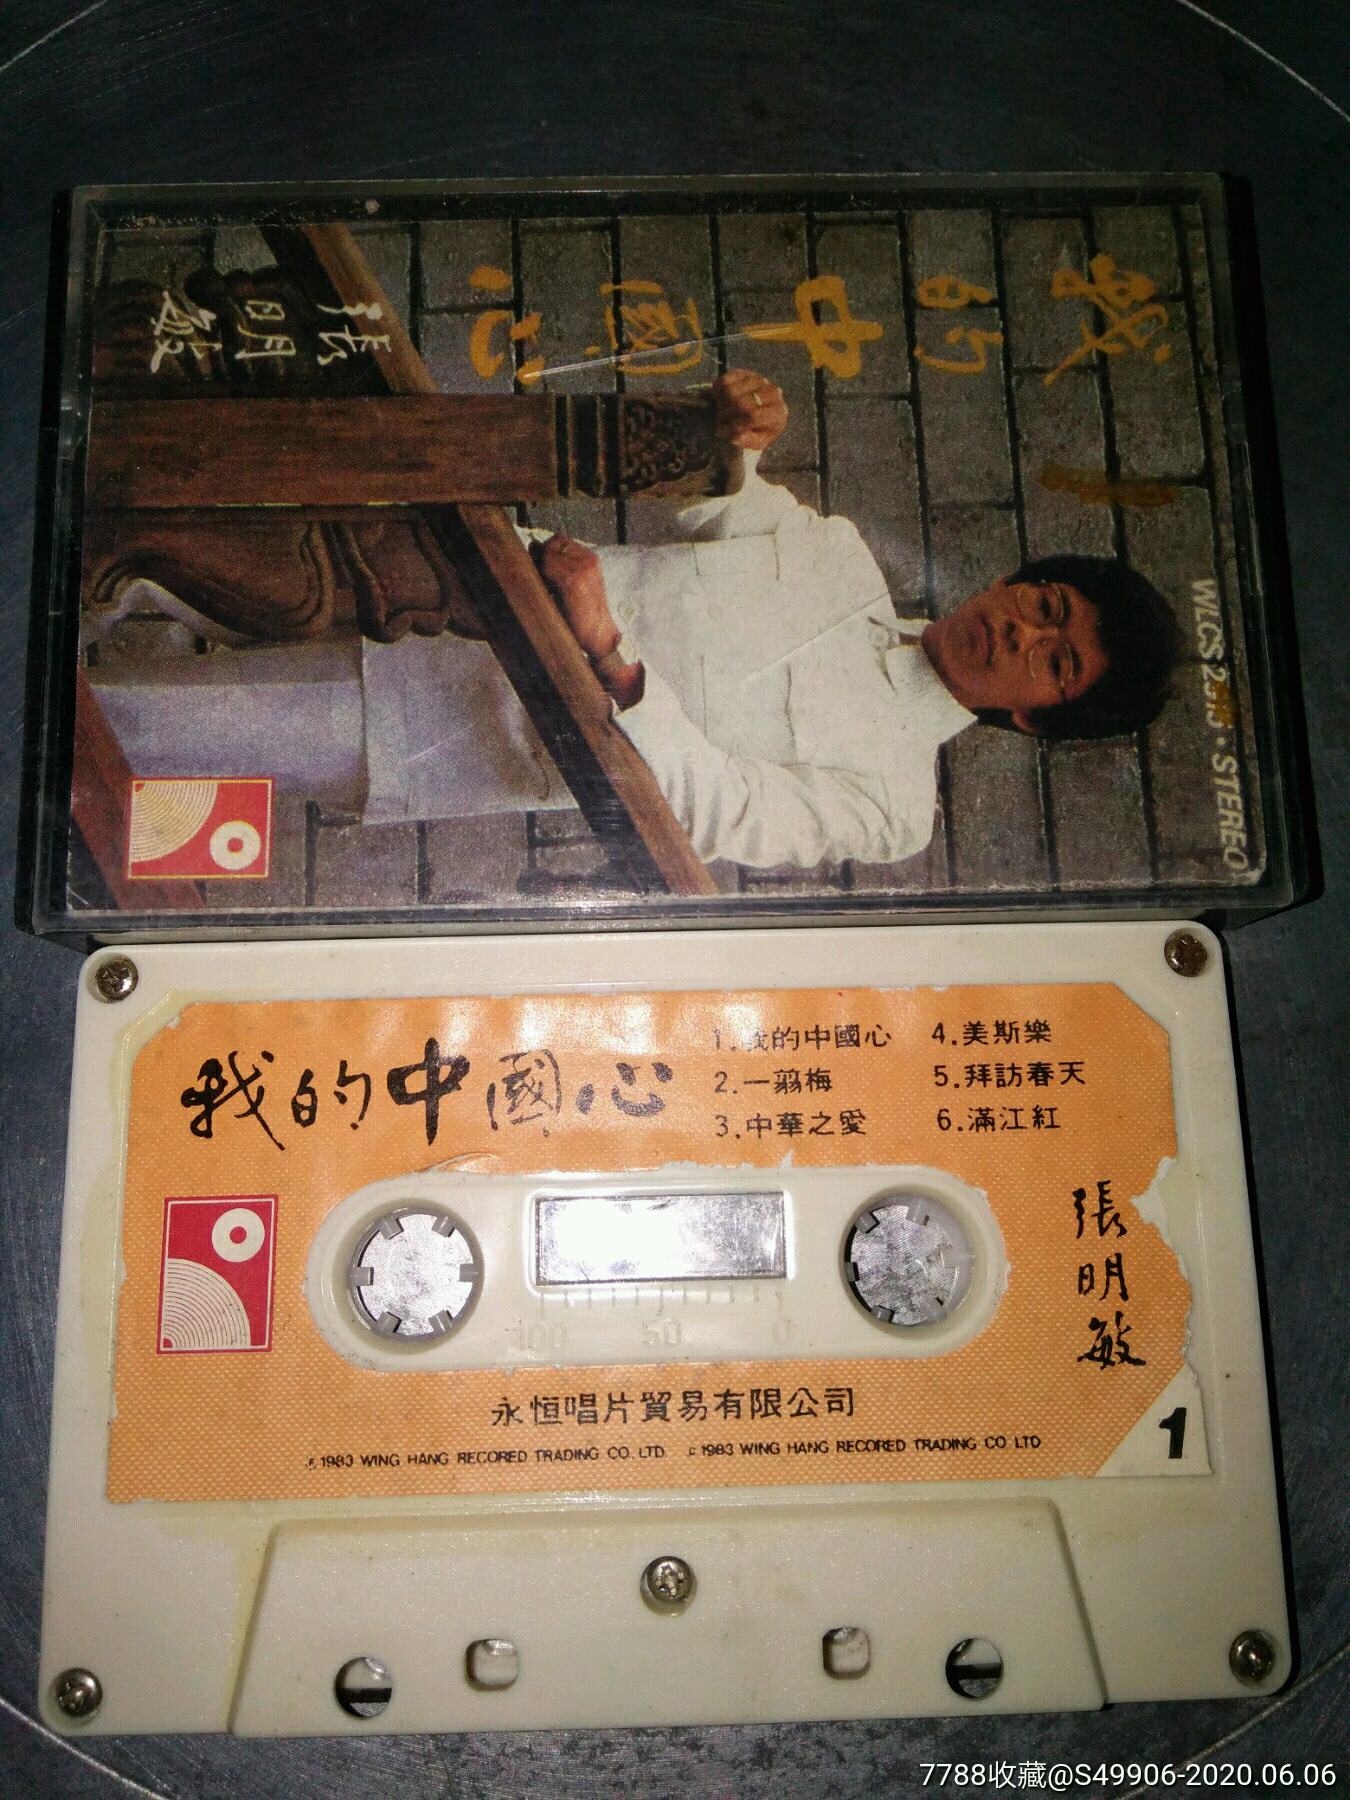 我的中國心
張明敏
STEREO
我的中國心
1.我的中國心
2.一翦梅
3.中華之愛
4.美斯樂
5.拜訪春天
6.滿江紅
張明敏
100 50 0
永恒唱片貿易有限公司
℗1983 WING HANG RECORED TRADING CO. LTD. ©1983 WING HANG RECORED TRADING CO. LTD
1
7788收藏@S49906-2020.06.06